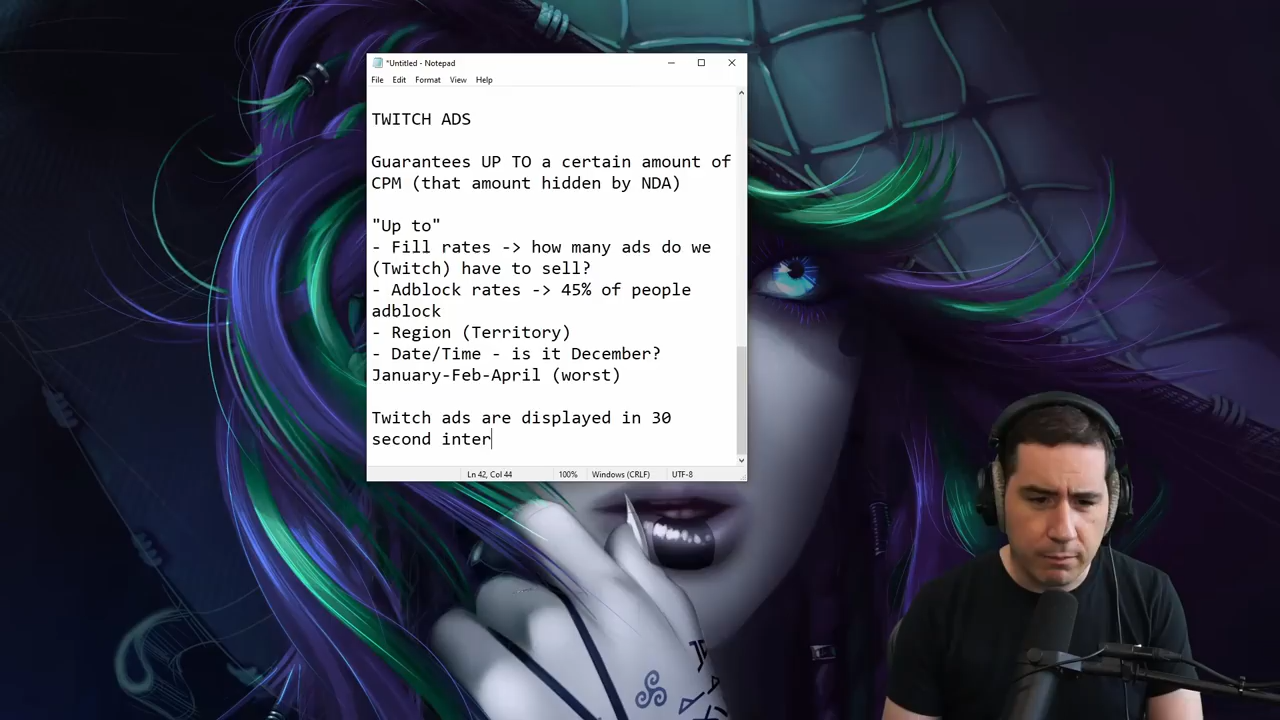 *Untitled - Notepad
File Edit Format View Help
TWITCH ADS
Guarantees UP TO a certain amount of
CPM (that amount hidden by NDA)
"Up to"
- Fill rates -> how many ads do we
(Twitch) have to sell?
- Adblock rates -> 45% of people
adblock
- Region (Territory)
- Date/Time - is it December?
January-Feb-April (worst)
Twitch ads are displayed in 30
second inter
Ln 42, Col 44 100% Windows (CRLF) UTF-8